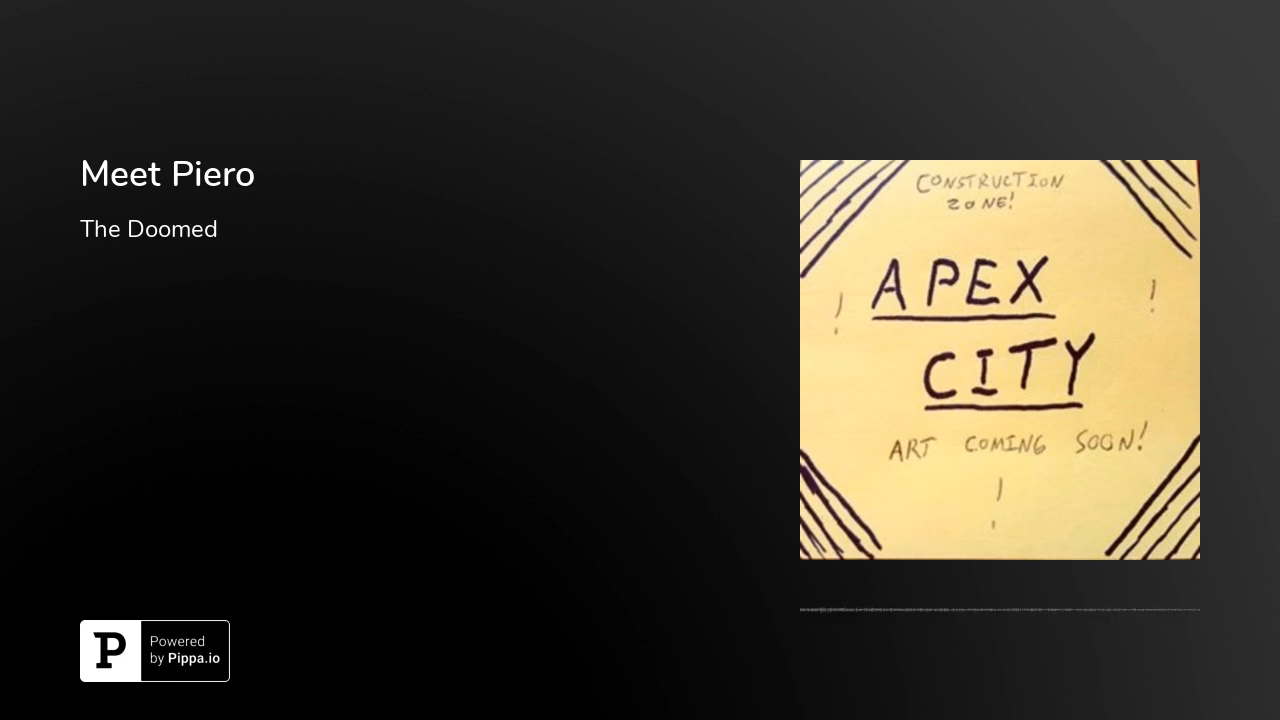 Meet Piero
The Doomed
CONSTRUCTION
ZONE!
APEX
CITY
ART COMING SOON!
P
Powered
by Pippa.io